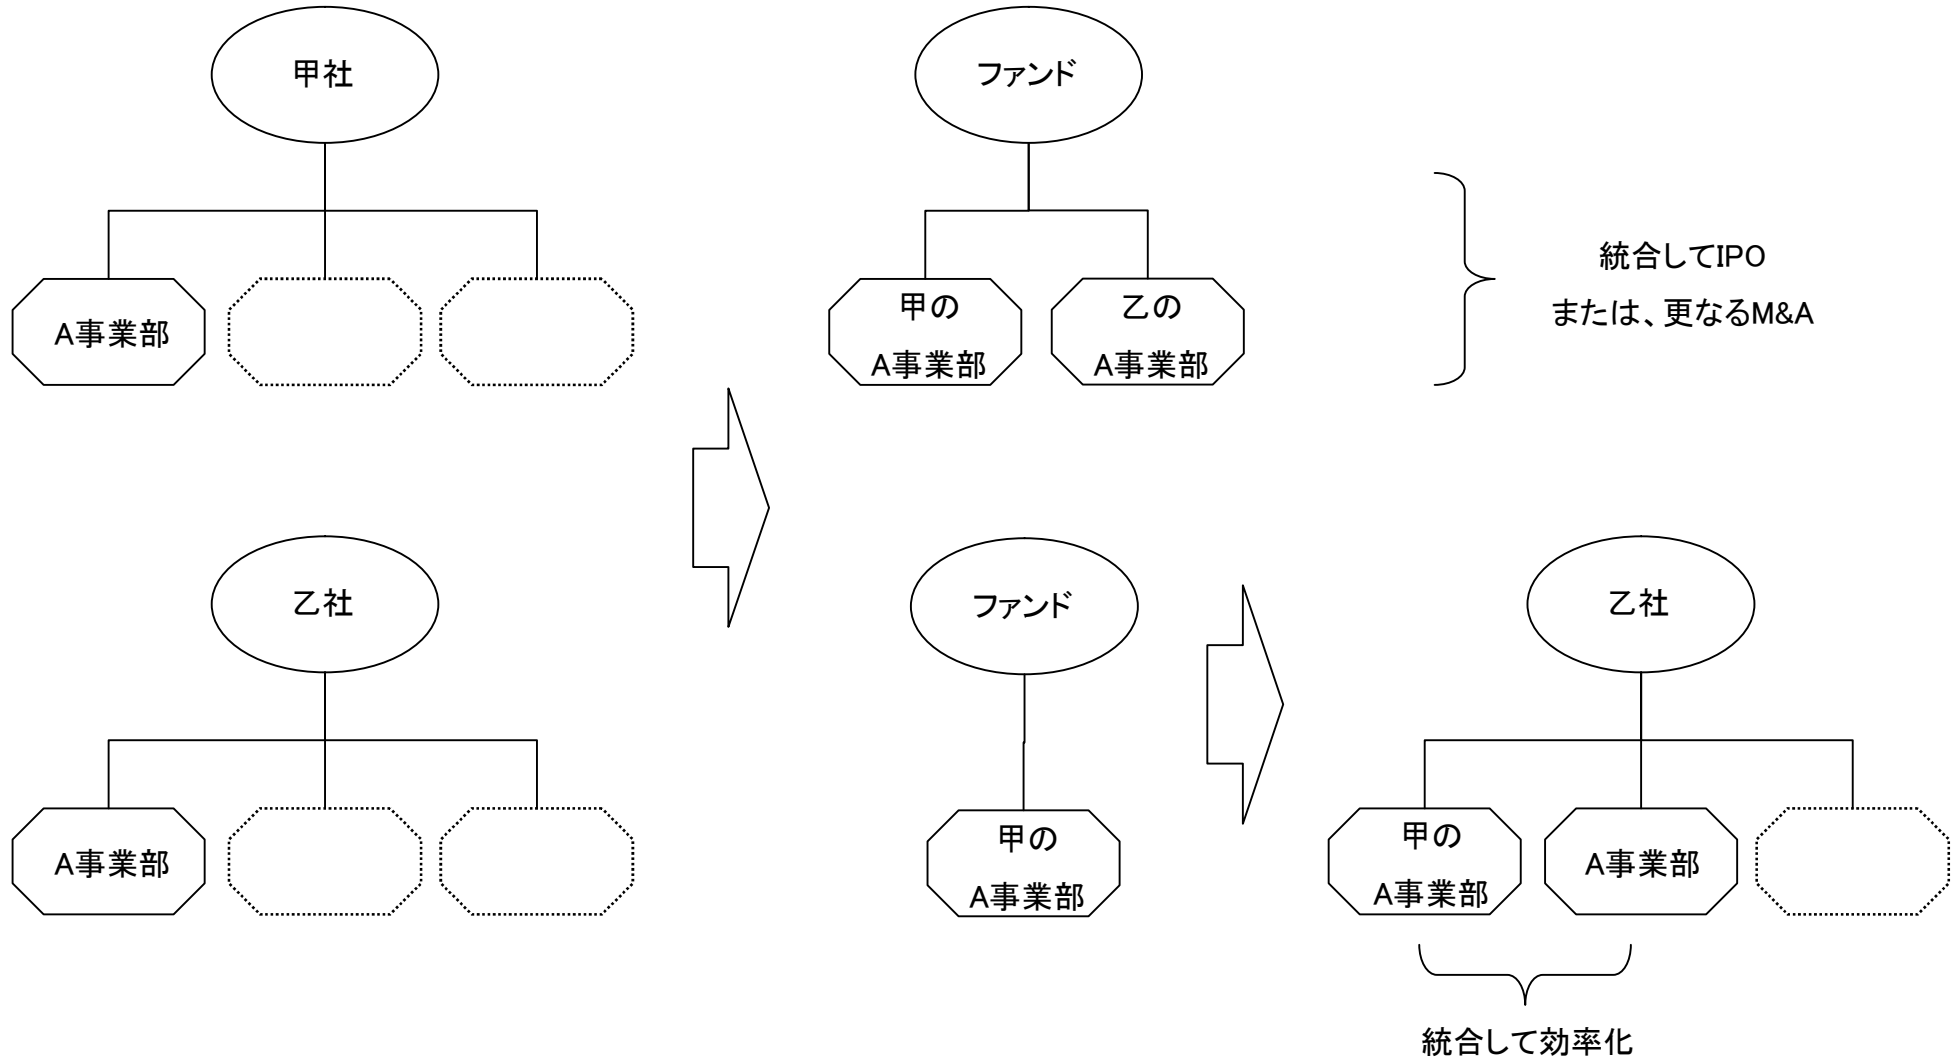 甲社
ファンド
A事業部
甲の
A事業部
乙の
A事業部
統合してIPO
または、更なるM&A
乙社
ファンド
乙社
A事業部
甲の
A事業部
甲の
A事業部
A事業部
統合して効率化